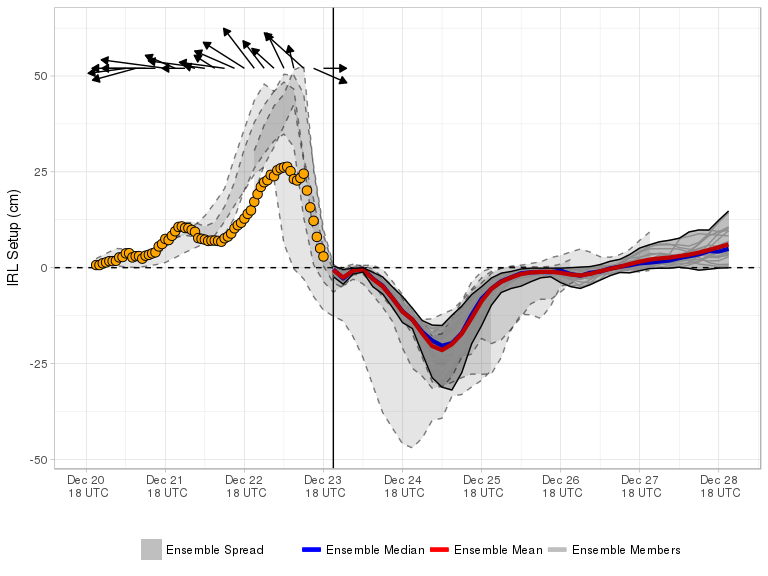 IRL Setup (cm)
50
25
0
-25
-50
Dec 20 Dec 21 Dec 22 Dec 23 Dec 24 Dec 25 Dec 26 Dec 27 Dec 28
18 UTC 18 UTC 18 UTC 18 UTC 18 UTC 18 UTC 18 UTC 18 UTC 18 UTC
Ensemble Spread Ensemble Median Ensemble Mean Ensemble Members